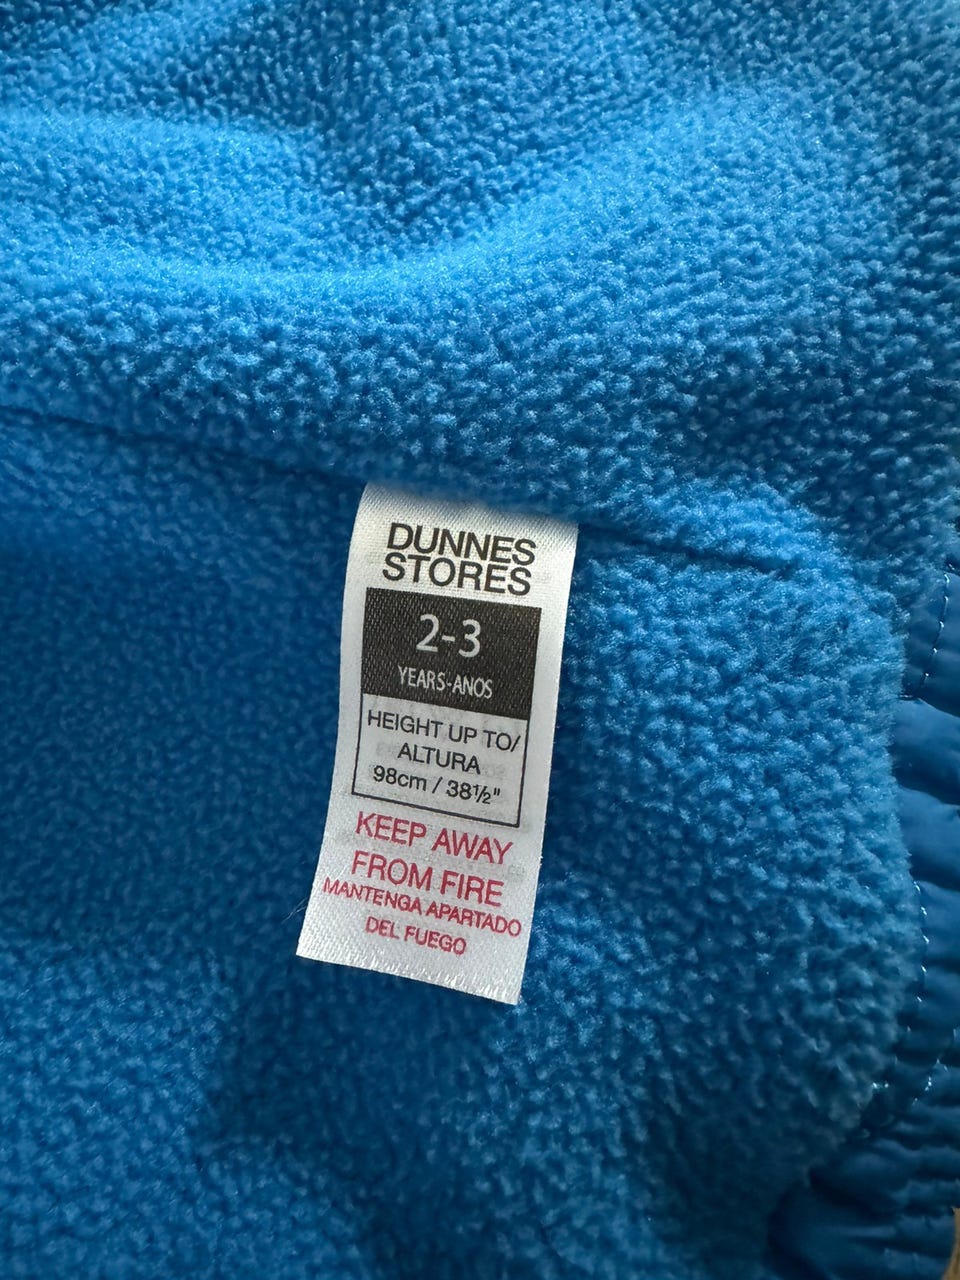 DUNNES
STORES
2-3
YEARS-ANOS
HEIGHT UP TO/
ALTURA
98cm / 38½"
KEEP AWAY
FROM FIRE
MANTENGA APARTADO
DEL FUEGO